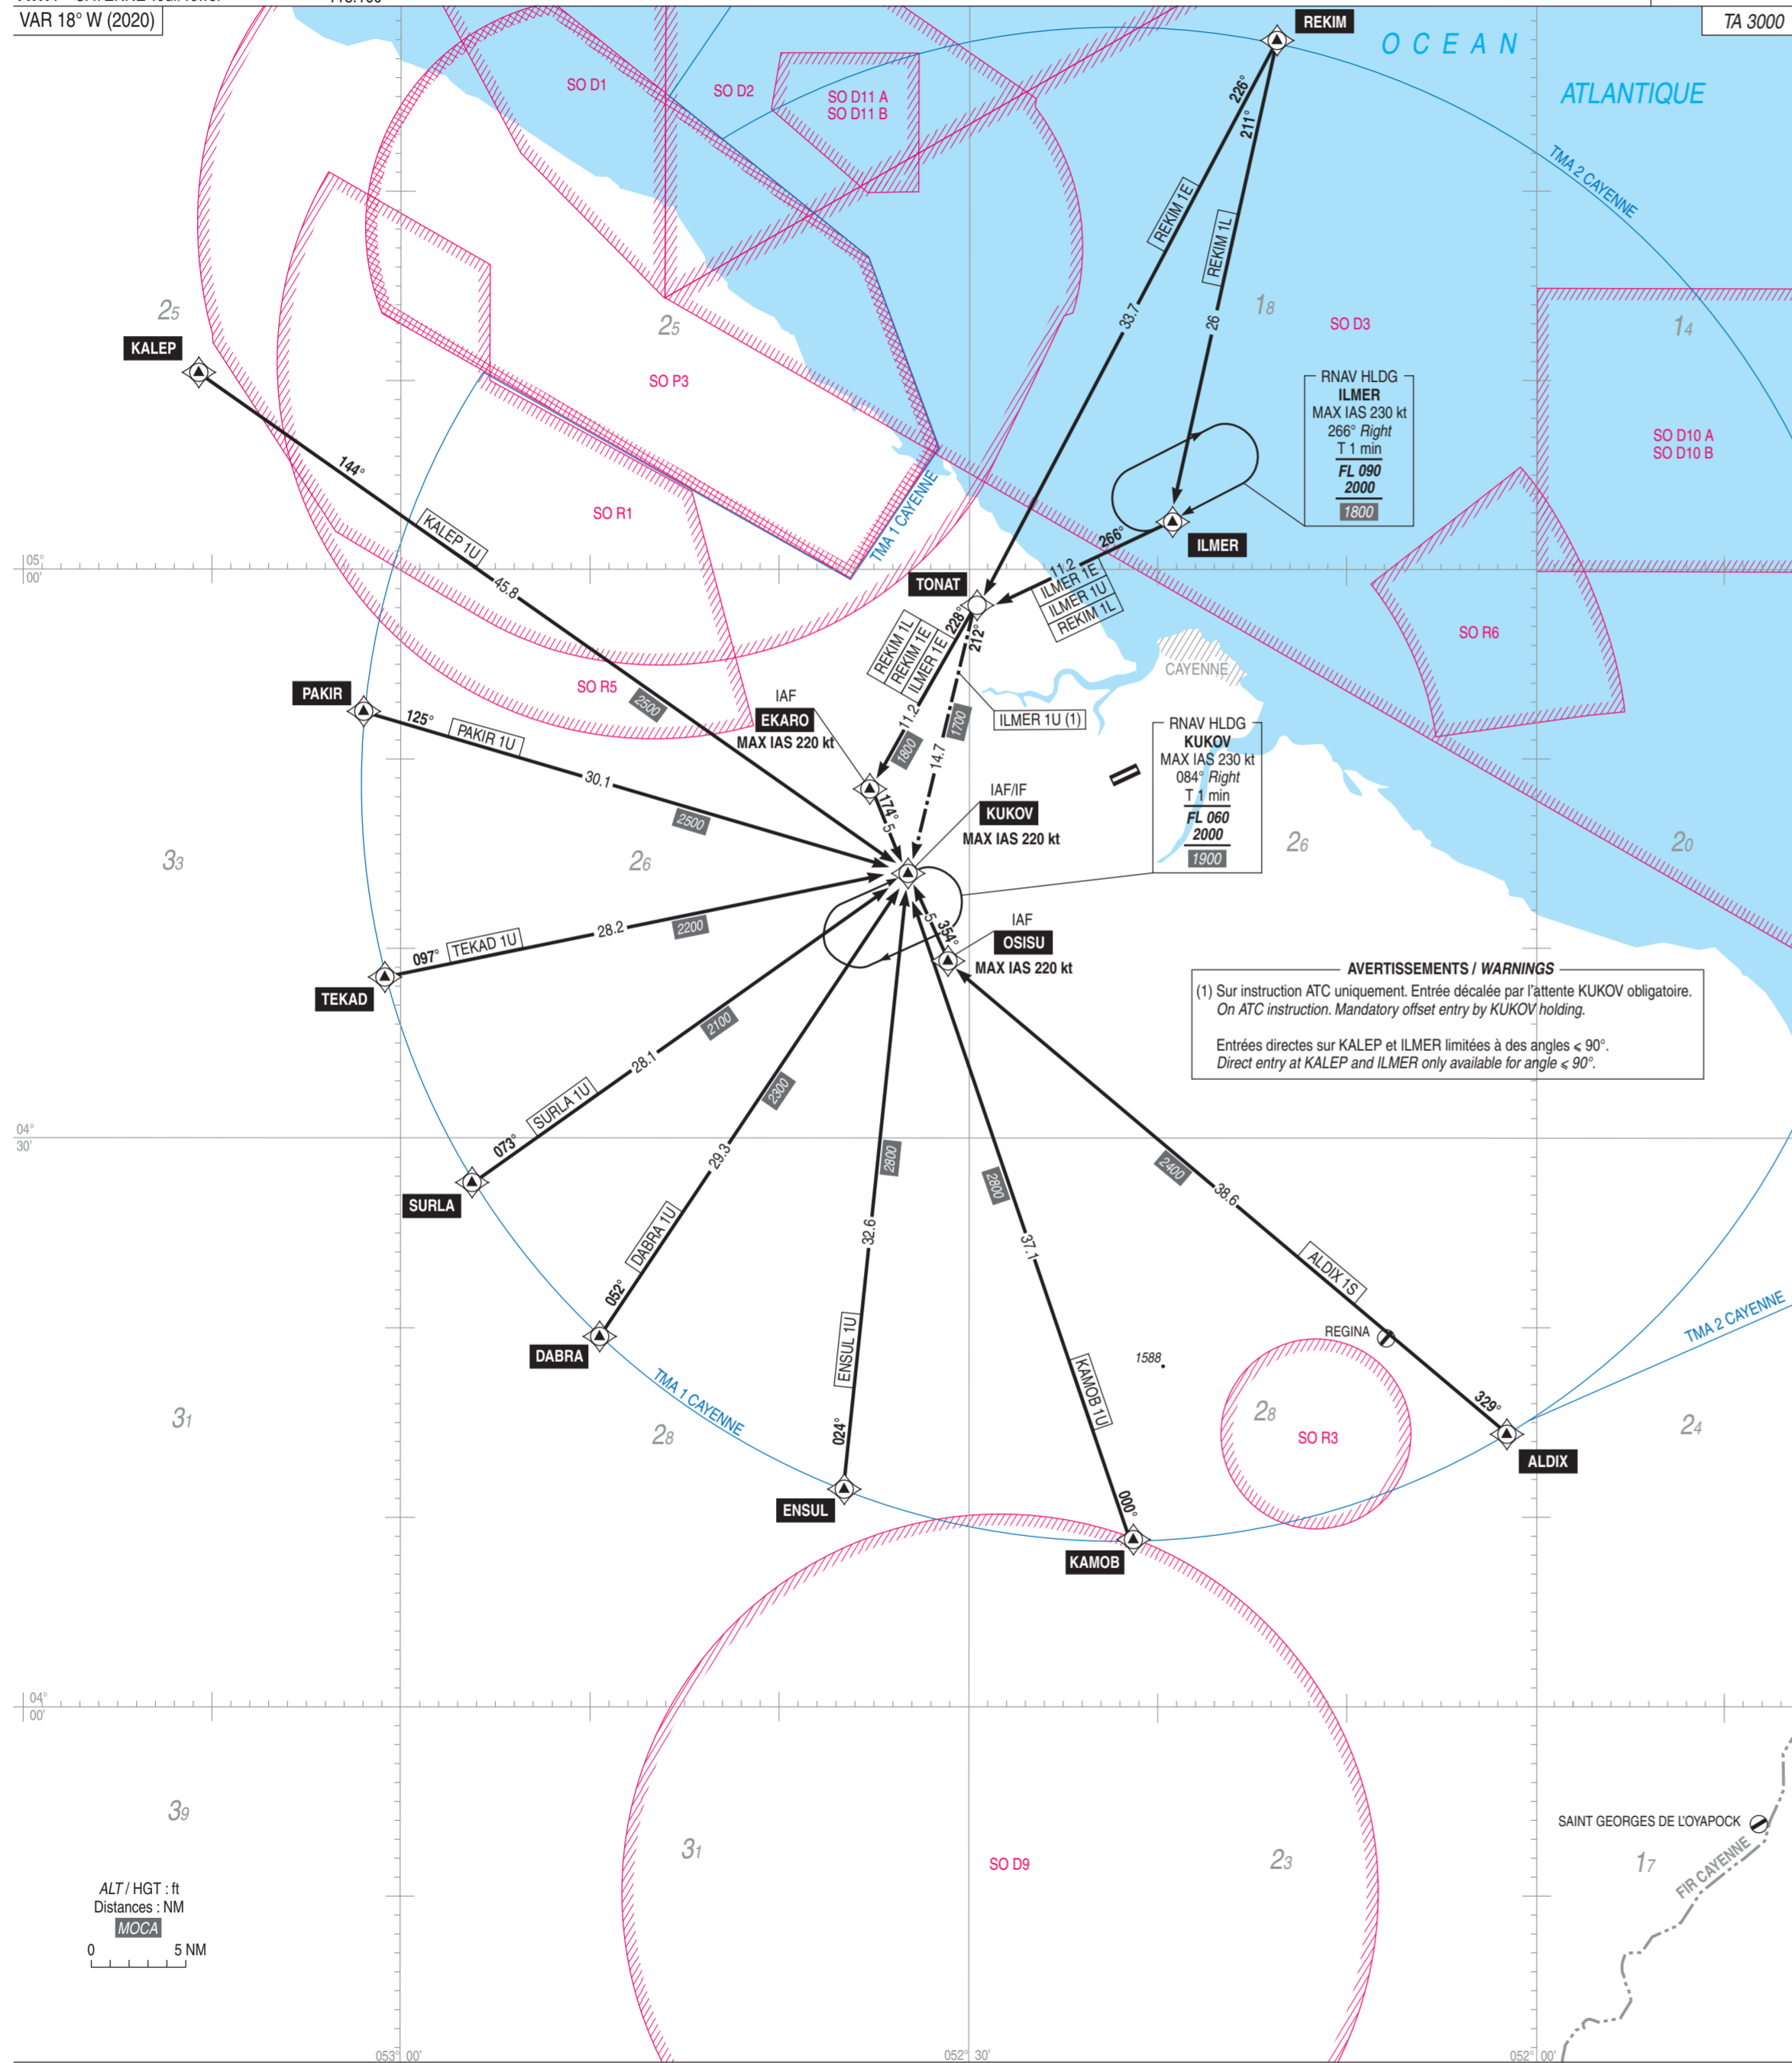 VAR 18° W (2020)
TA 3000
REKIM
OCEAN
ATLANTIQUE
SO D1
SO D2
SO D11 A
SO D11 B
226°
211°
TMA 2 CAYENNE
REKIM 1E
REKIM 1L
33.7
26
25
25
18
14
SO D3
KALEP
SO P3
RNAV HLDG
ILMER
MAX IAS 230 kt
266° Right
T 1 min
FL 090
2000
1800
SO D10 A
SO D10 B
144°
SO R1
TMA 1 CAYENNE
KALEP 1U
45.8
266°
ILMER
05°
00'
11.2
ILMER 1E
ILMER 1U
REKIM 1L
TONAT
228°
212°
REKIM 1L
REKIM 1E
ILMER 1E
SO R6
CAYENNE
SO R5
2500
PAKIR
125°
PAKIR 1U
30.1
2500
IAF
EKARO
MAX IAS 220 kt
11.2
1800
1700
14.7
ILMER 1U (1)
RNAV HLDG
KUKOV
MAX IAS 230 kt
084° Right
T 1 min
FL 060
2000
1900
174°
5
IAF/IF
KUKOV
MAX IAS 220 kt
33
26
26
20
097°
TEKAD 1U
28.2
2200
TEKAD
5
354°
IAF
OSISU
MAX IAS 220 kt
AVERTISSEMENTS / WARNINGS
(1) Sur instruction ATC uniquement. Entrée décalée par l'attente KUKOV obligatoire.
On ATC instruction. Mandatory offset entry by KUKOV holding.
Entrées directes sur KALEP et ILMER limitées à des angles ⩽ 90°.
Direct entry at KALEP and ILMER only available for angle ⩽ 90°.
2100
28.1
SURLA 1U
073°
SURLA
04°
30'
2300
29.3
DABRA 1U
052°
DABRA
2800
32.6
ENSUL 1U
024°
ENSUL
2800
37.1
KAMOB 1U
000°
KAMOB
2400
38.6
ALDIX 1S
329°
ALDIX
REGINA
1588
TMA 2 CAYENNE
TMA 1 CAYENNE
31
28
28
24
SO R3
04°
00'
39
31
23
17
SO D9
SAINT GEORGES DE L'OYAPOCK
FIR CAYENNE
ALT / HGT : ft
Distances : NM
MOCA
0 5 NM
053° 00'
052° 30'
052° 00'